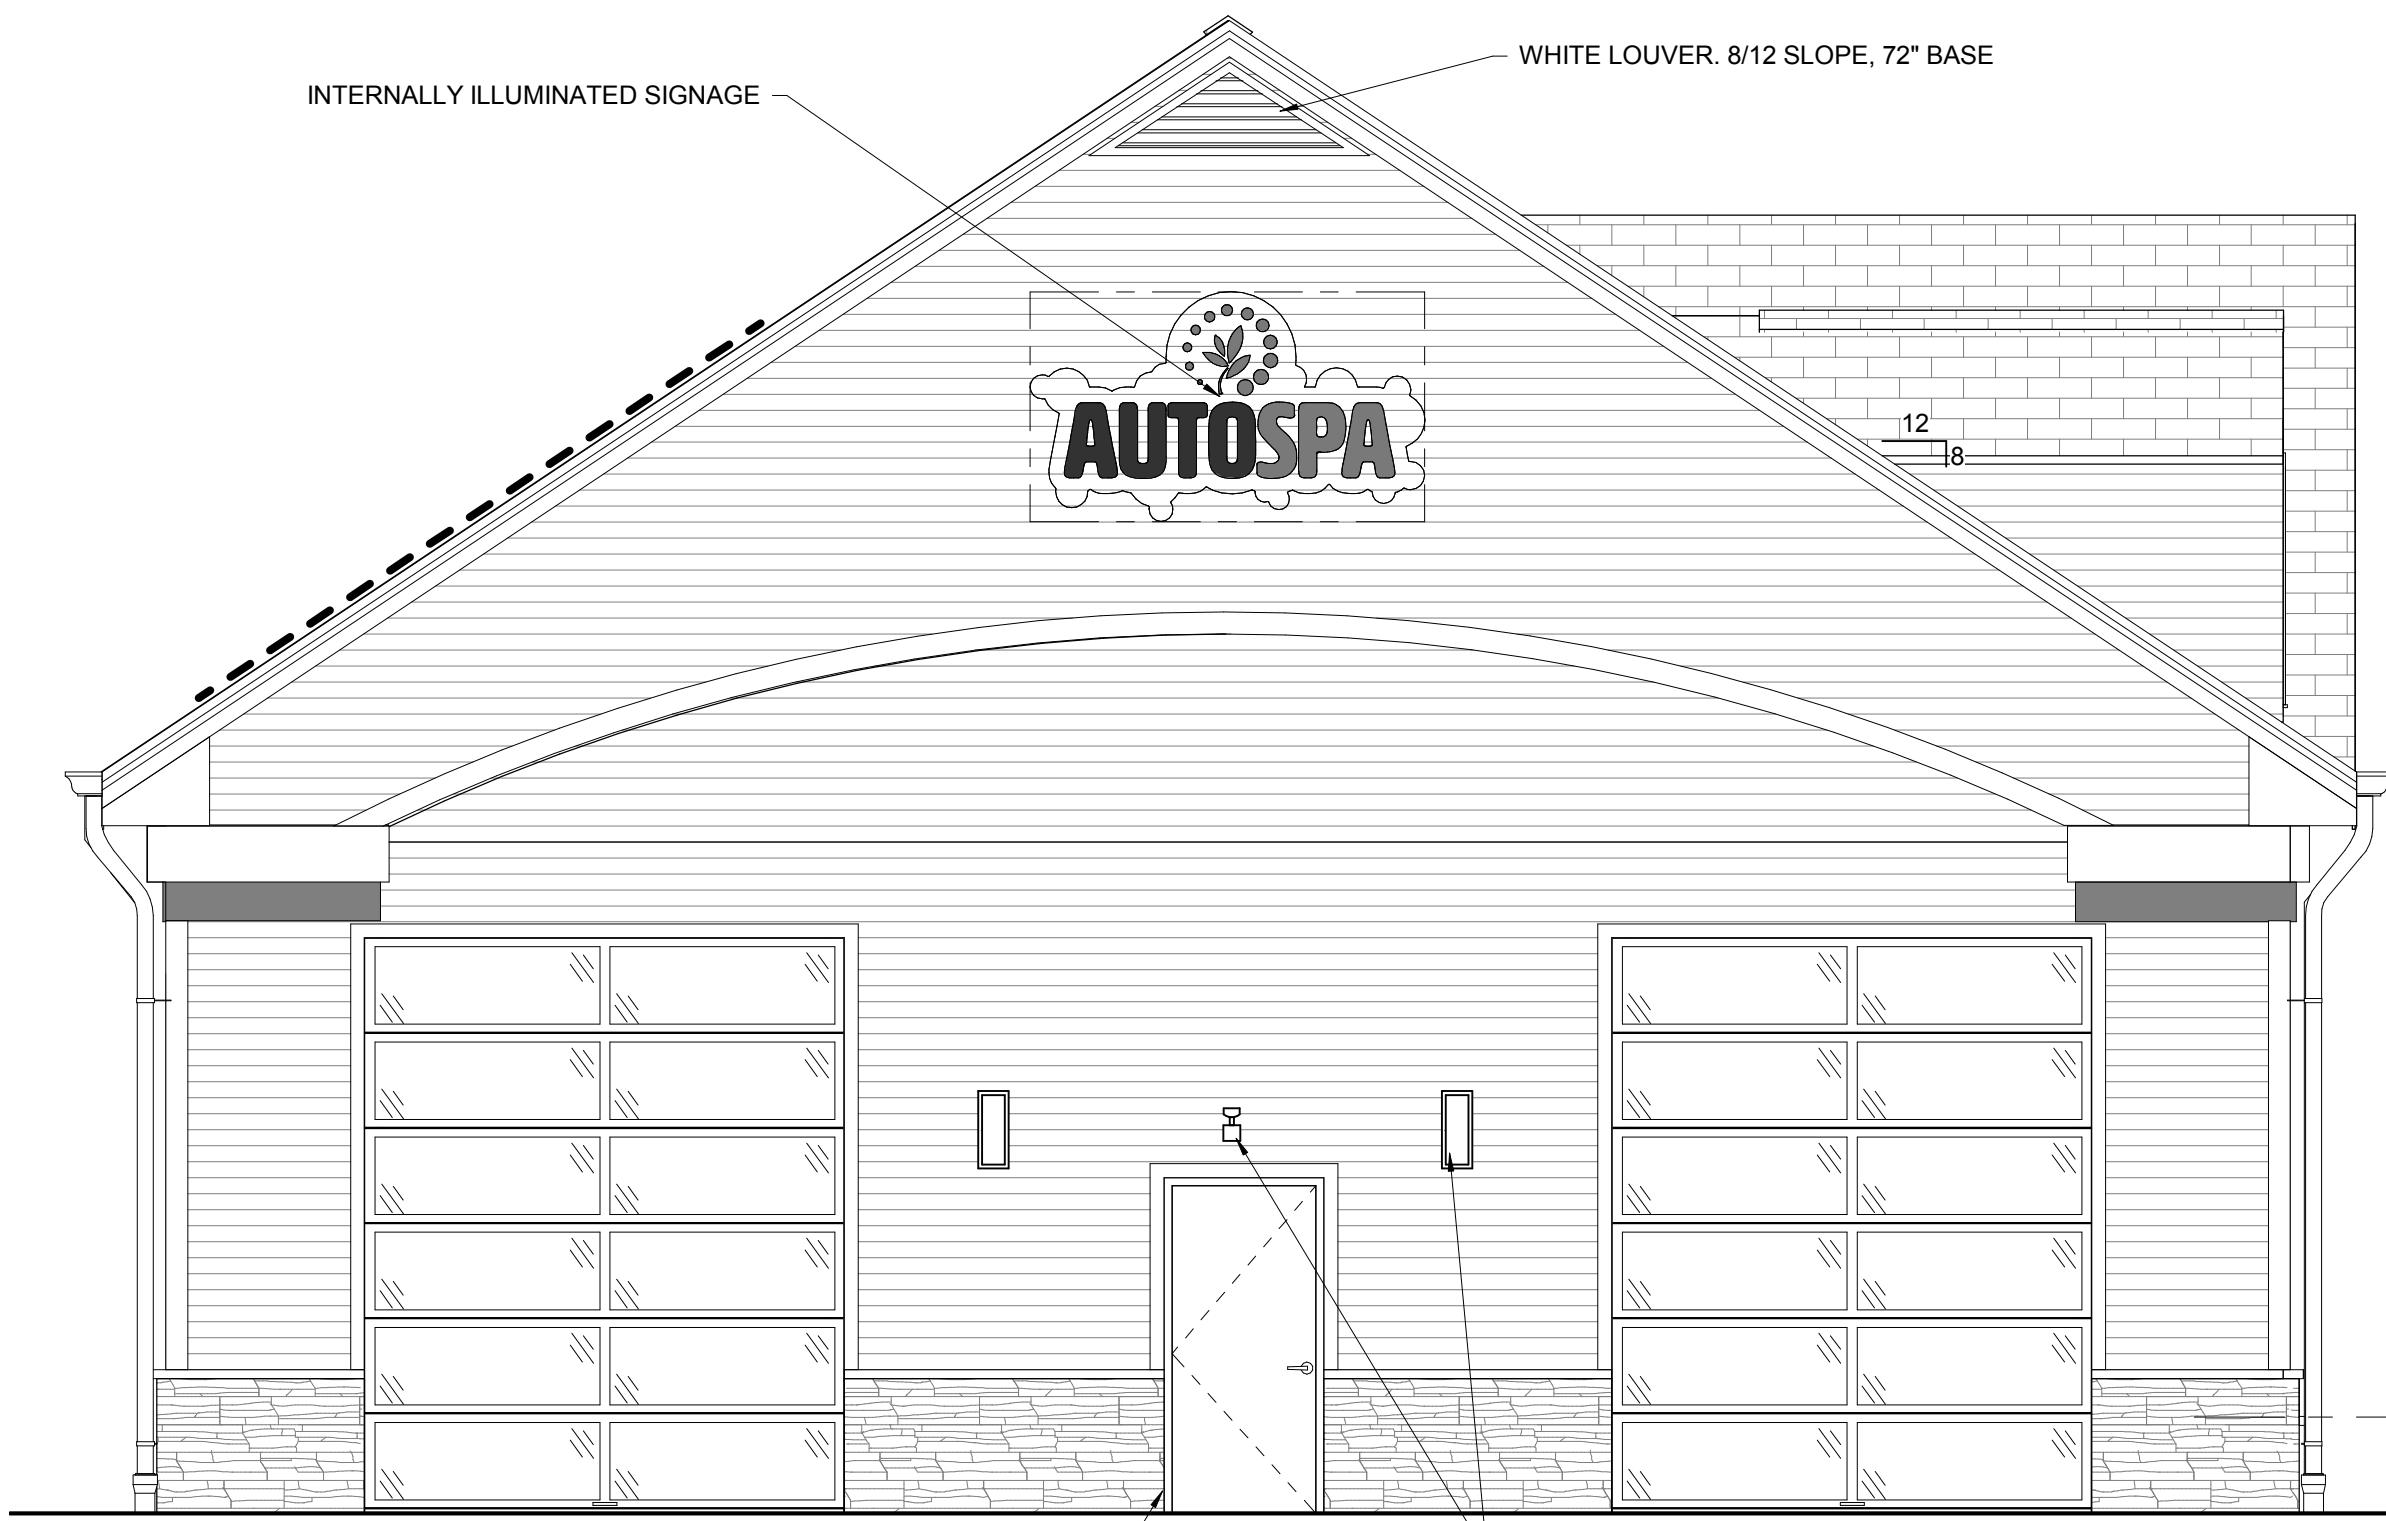 WHITE LOUVER. 8/12 SLOPE, 72" BASE
INTERNALLY ILLUMINATED SIGNAGE
AUTOSPA
12
8